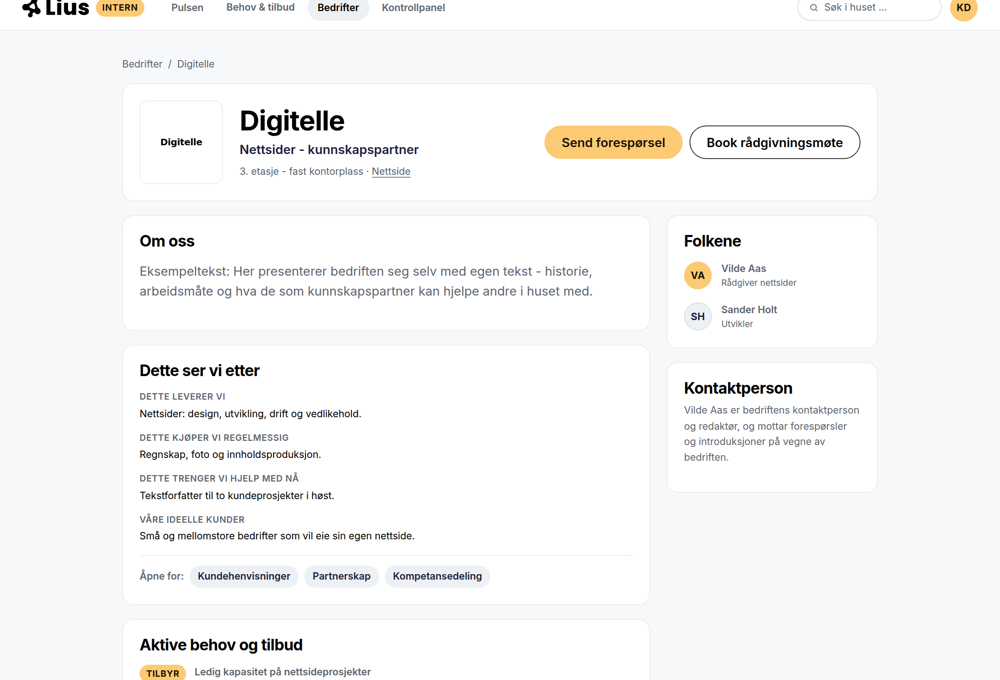 Lius INTERN Pulsen Behov & tilbud Bedrifter Kontrollpanel Søk i huset ... KD
Bedrifter / Digitelle
Digitelle
Digitelle
Nettsider - kunnskapspartner
3. etasje - fast kontorplass · Nettside
Send forespørsel
Book rådgivningsmøte
Om oss
Eksempeltekst: Her presenterer bedriften seg selv med egen tekst - historie,
arbeidsmåte og hva de som kunnskapspartner kan hjelpe andre i huset med.
Dette ser vi etter
DETTE LEVERER VI
Nettsider: design, utvikling, drift og vedlikehold.
DETTE KJØPER VI REGELMESSIG
Regnskap, foto og innholdsproduksjon.
DETTE TRENGER VI HJELP MED NÅ
Tekstforfatter til to kundeprosjekter i høst.
VÅRE IDEELLE KUNDER
Små og mellomstore bedrifter som vil eie sin egen nettside.
Åpne for: Kundehenvisninger Partnerskap Kompetansedeling
Aktive behov og tilbud
TILBYR Ledig kapasitet på nettsideprosjekter
Folkene
VA
Vilde Aas
Rådgiver nettsider
SH
Sander Holt
Utvikler
Kontaktperson
Vilde Aas er bedriftens kontaktperson
og redaktør, og mottar forespørsler
og introduksjoner på vegne av
bedriften.